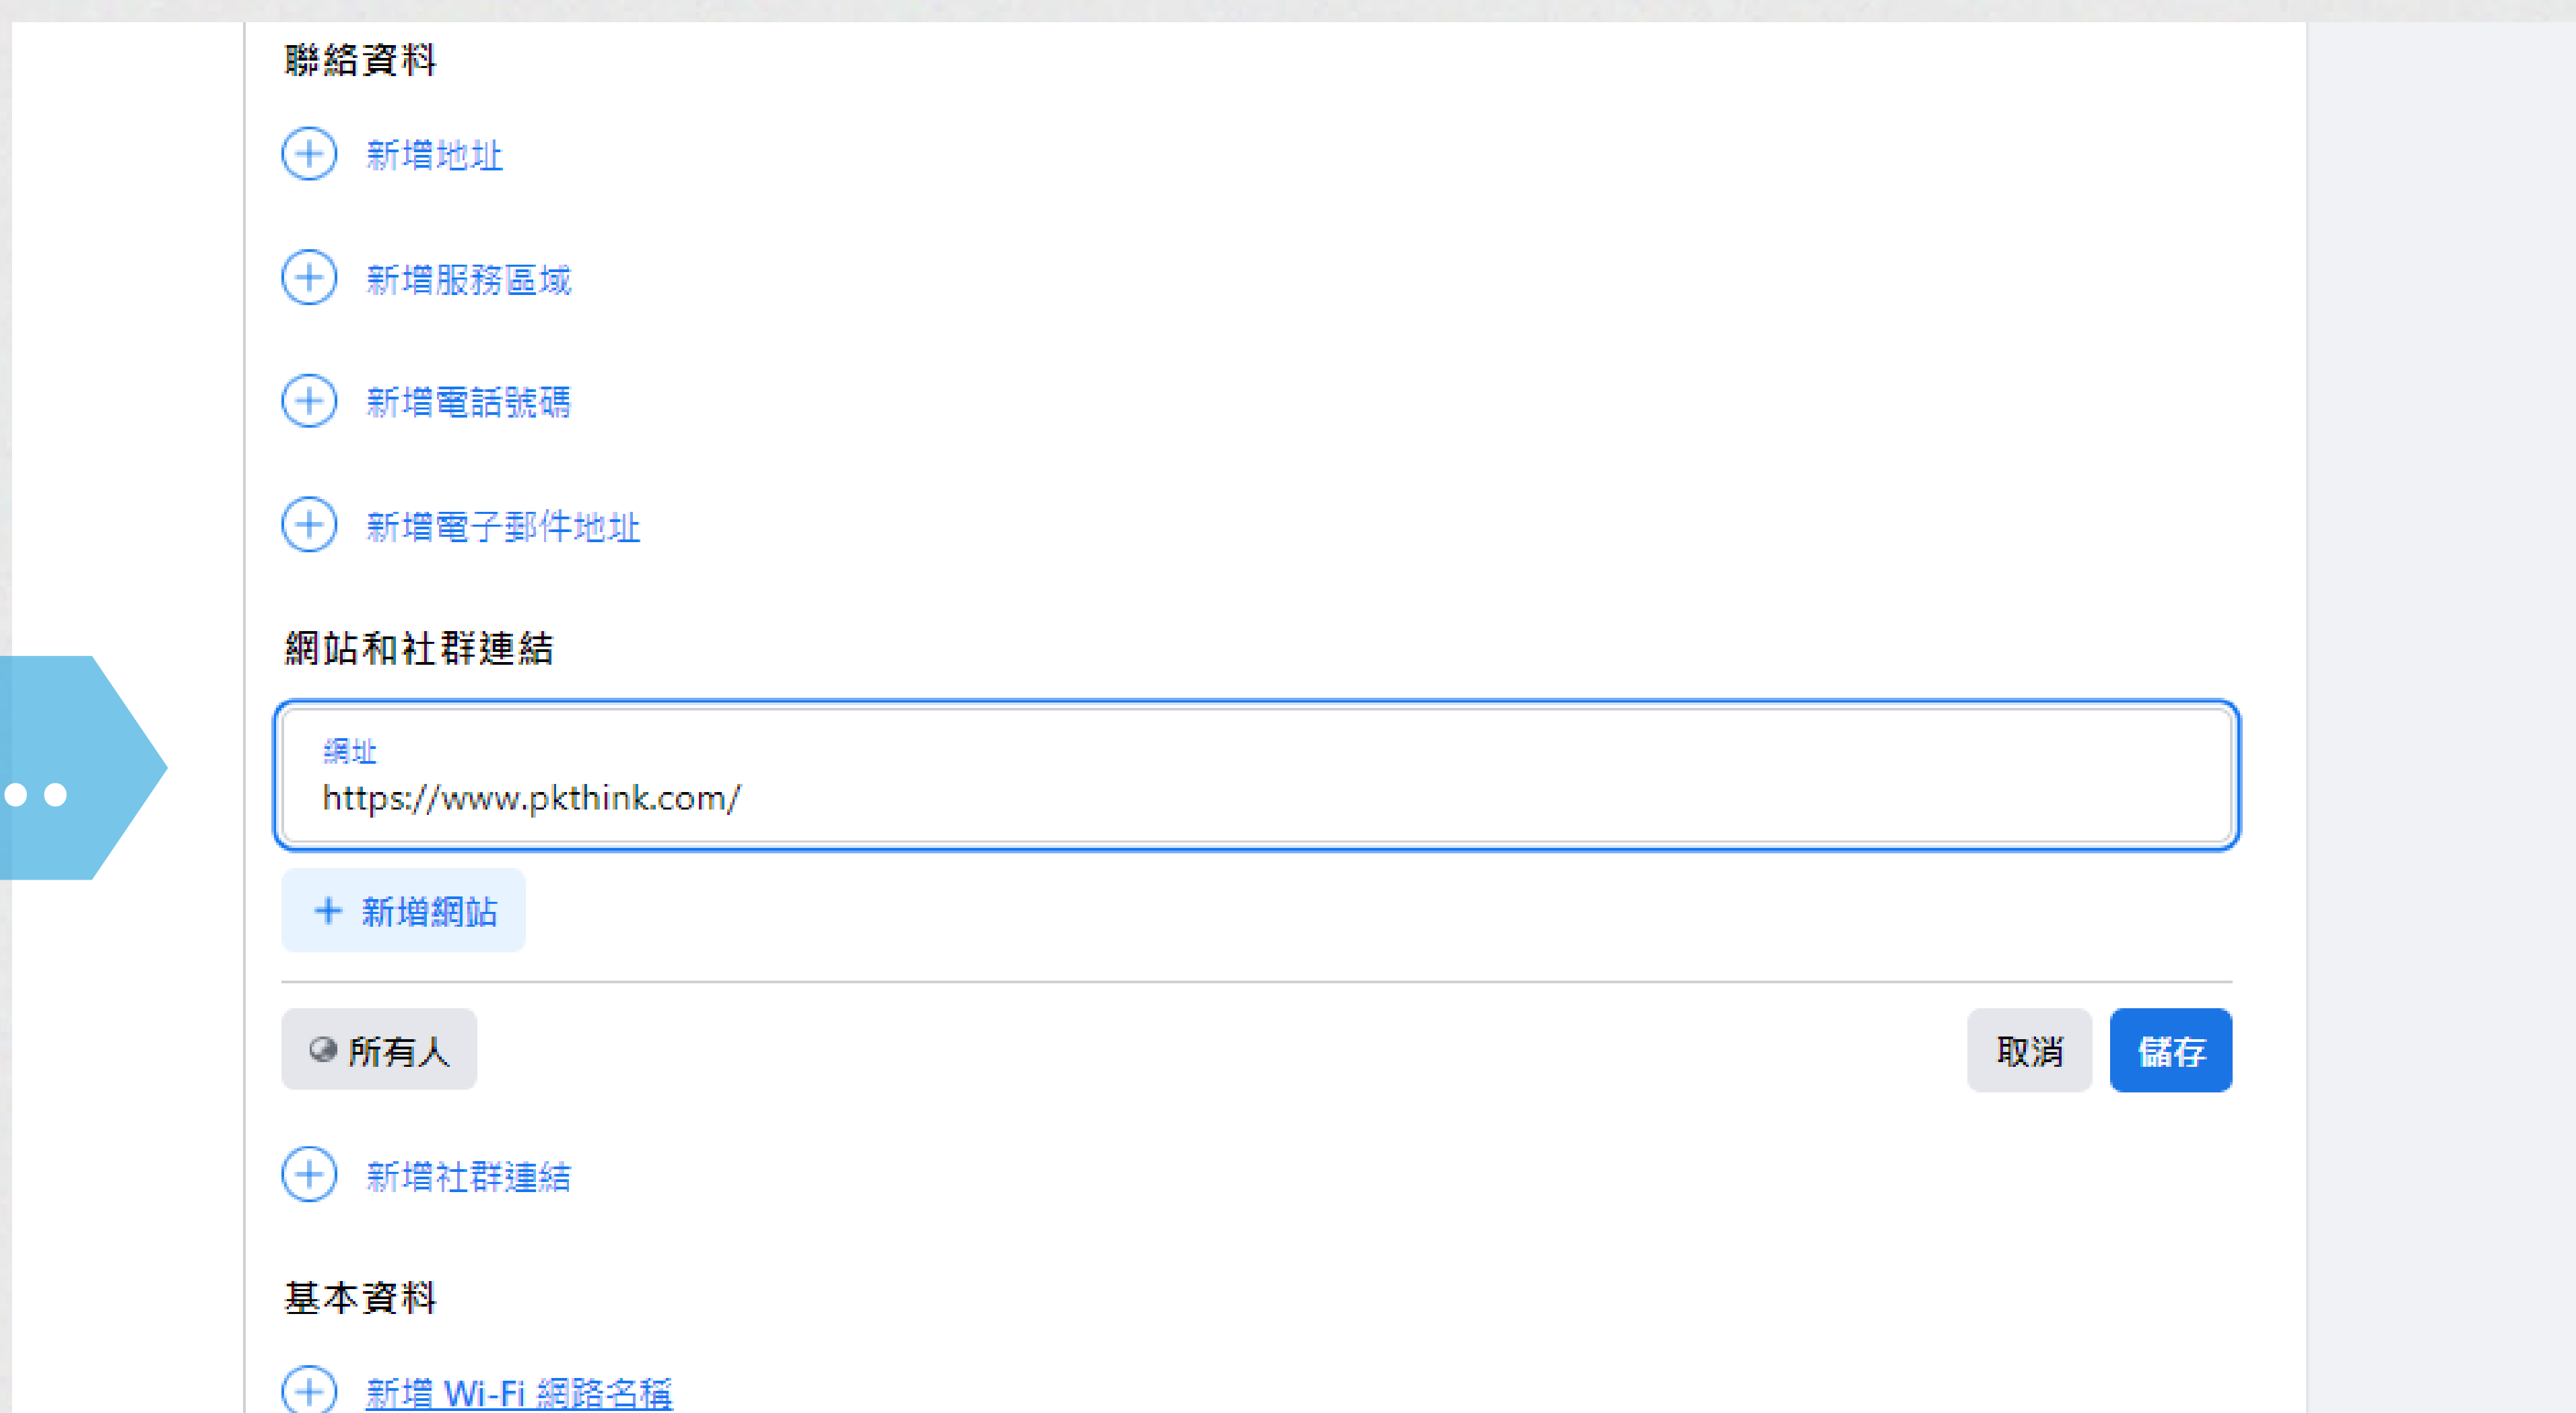 聯絡資料
新增地址
新增服務區域
新增電話號碼
新增電子郵件地址
網站和社群連結
網址
https://www.pkthink.com/
+ 新增網站
所有人
取消
儲存
新增社群連結
基本資料
新增 Wi-Fi 網路名稱